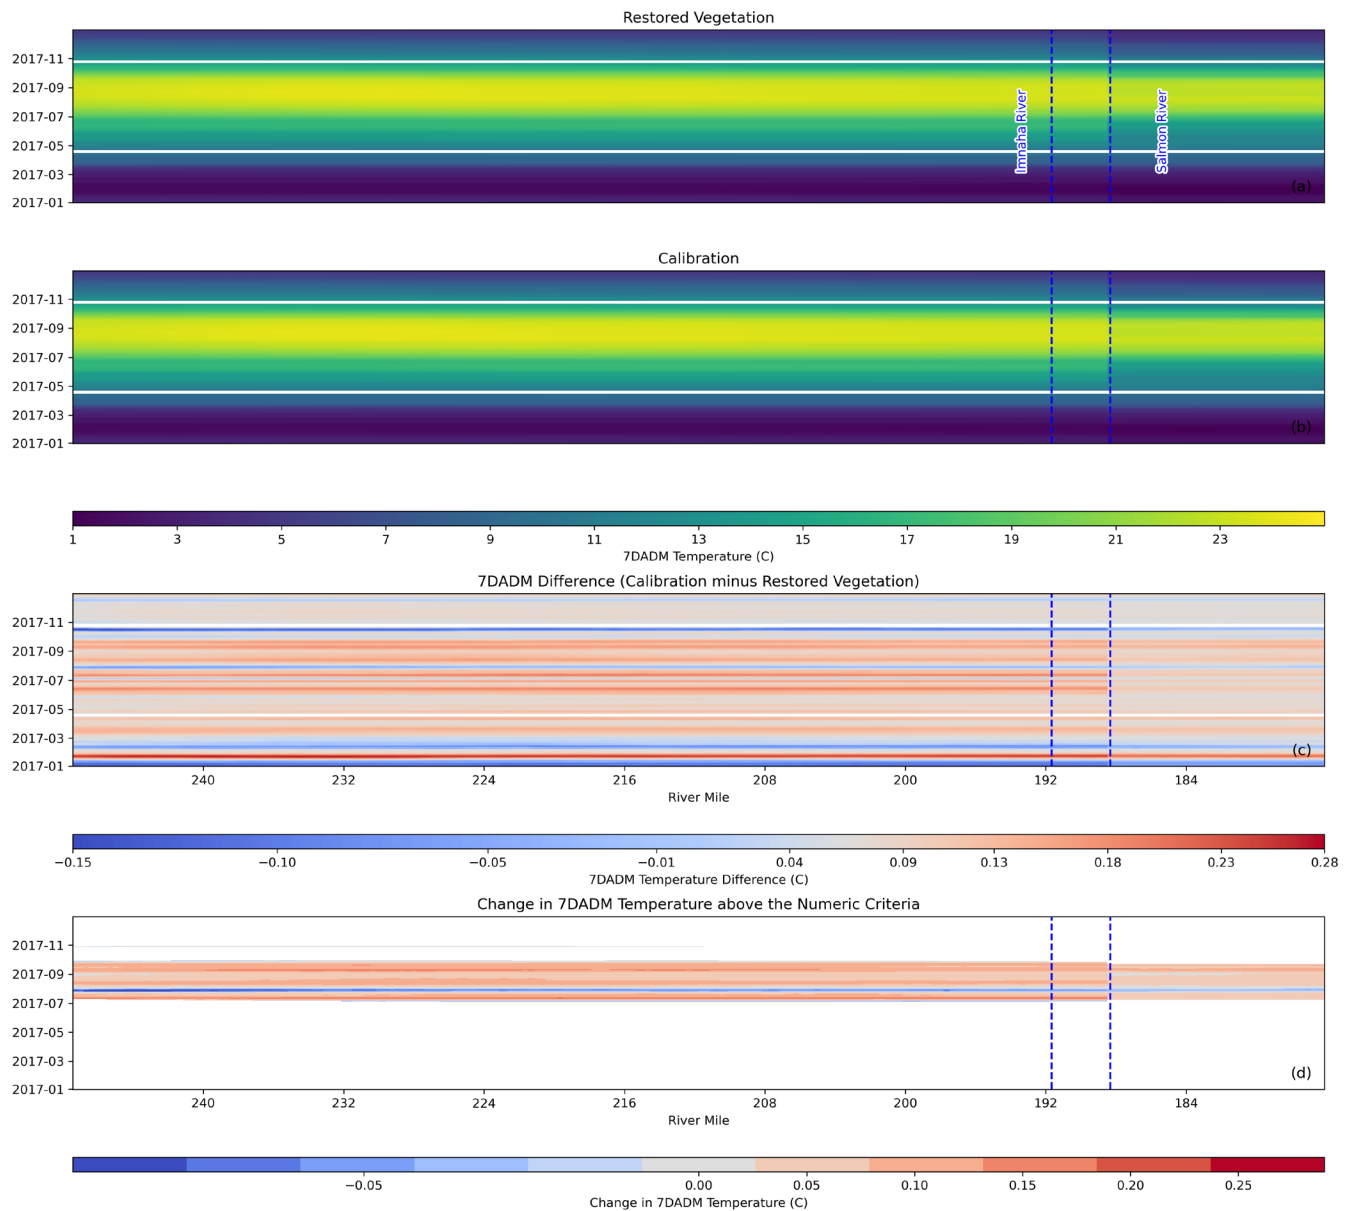 Restored Vegetation
2017-11
2017-09
2017-07
2017-05
2017-03
2017-01
Imnaha River
Salmon River
(a)
Calibration
2017-11
2017-09
2017-07
2017-05
2017-03
2017-01
(b)
1 3 5 7 9 11 13 15 17 19 21 23
7DADM Temperature (C)
7DADM Difference (Calibration minus Restored Vegetation)
2017-11
2017-09
2017-07
2017-05
2017-03
2017-01
(c)
240 232 224 216 208 200 192 184
River Mile
−0.15 −0.10 −0.05 −0.01 0.04 0.09 0.13 0.18 0.23 0.28
7DADM Temperature Difference (C)
Change in 7DADM Temperature above the Numeric Criteria
2017-11
2017-09
2017-07
2017-05
2017-03
2017-01
(d)
240 232 224 216 208 200 192 184
River Mile
−0.05 0.00 0.05 0.10 0.15 0.20 0.25
Change in 7DADM Temperature (C)